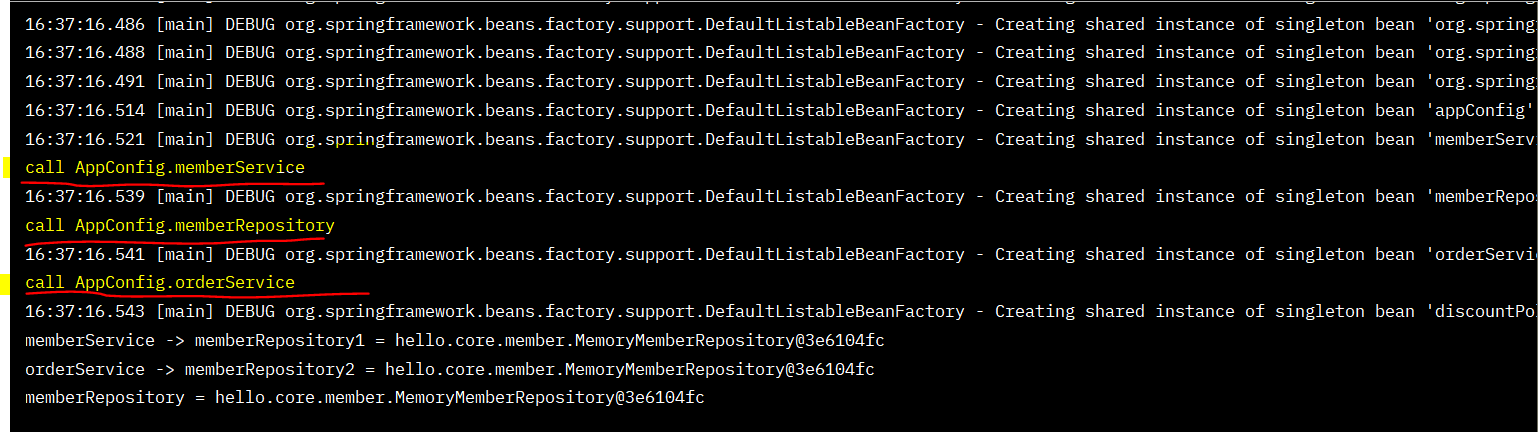 16:37:16.486 [main] DEBUG org.springframework.beans.factory.support.DefaultListableBeanFactory - Creating shared instance of singleton bean 'org.spring
16:37:16.488 [main] DEBUG org.springframework.beans.factory.support.DefaultListableBeanFactory - Creating shared instance of singleton bean 'org.spring
16:37:16.491 [main] DEBUG org.springframework.beans.factory.support.DefaultListableBeanFactory - Creating shared instance of singleton bean 'org.spring
16:37:16.514 [main] DEBUG org.springframework.beans.factory.support.DefaultListableBeanFactory - Creating shared instance of singleton bean 'appConfig'
16:37:16.521 [main] DEBUG org.springframework.beans.factory.support.DefaultListableBeanFactory - Creating shared instance of singleton bean 'memberServi
call AppConfig.memberService
16:37:16.539 [main] DEBUG org.springframework.beans.factory.support.DefaultListableBeanFactory - Creating shared instance of singleton bean 'memberRepos
call AppConfig.memberRepository
16:37:16.541 [main] DEBUG org.springframework.beans.factory.support.DefaultListableBeanFactory - Creating shared instance of singleton bean 'orderServic
call AppConfig.orderService
16:37:16.543 [main] DEBUG org.springframework.beans.factory.support.DefaultListableBeanFactory - Creating shared instance of singleton bean 'discountPol
memberService -> memberRepository1 = hello.core.member.MemoryMemberRepository@3e6104fc
orderService -> memberRepository2 = hello.core.member.MemoryMemberRepository@3e6104fc
memberRepository = hello.core.member.MemoryMemberRepository@3e6104fc